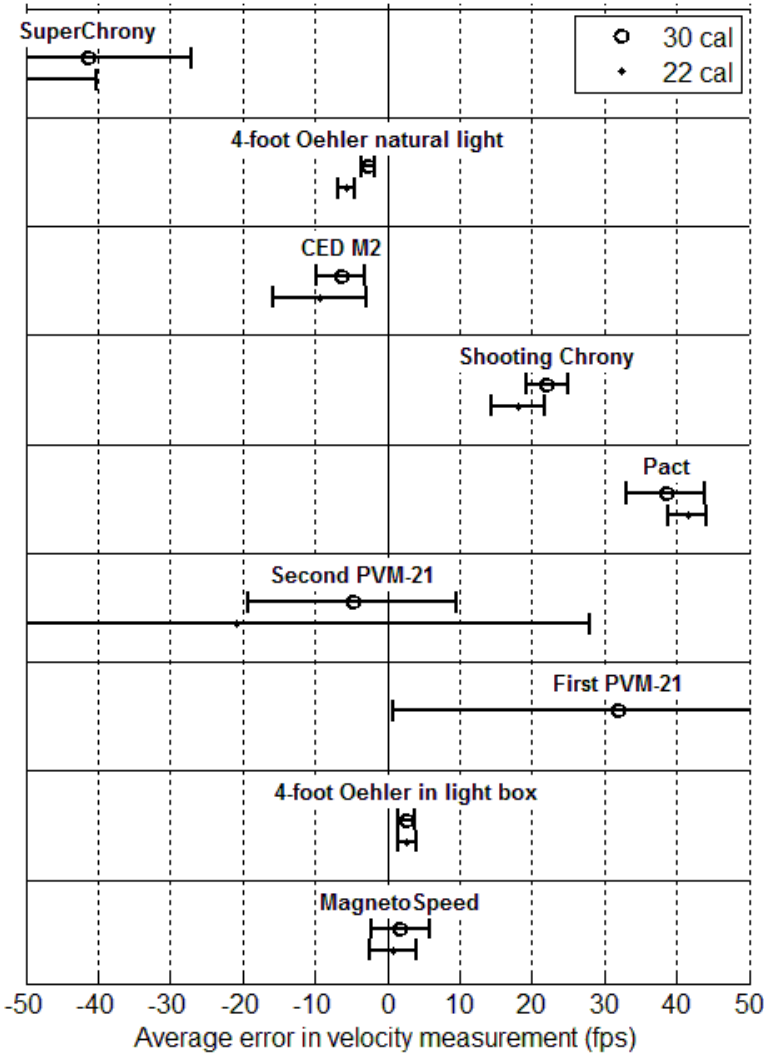 SuperChrony
30 cal
22 cal
4-foot Oehler natural light
CED M2
Shooting Chrony
Pact
Second PVM-21
First PVM-21
4-foot Oehler in light box
MagnetoSpeed
-50 -40 -30 -20 -10 0 10 20 30 40 50
Average error in velocity measurement (fps)